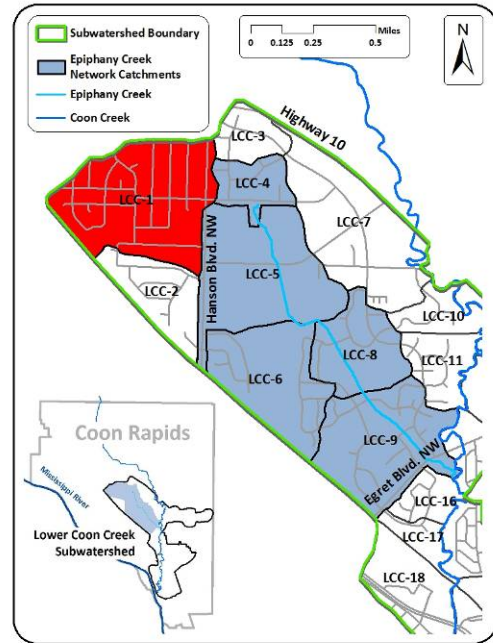 Subwatershed Boundary
Epiphany Creek
Network Catchments
Epiphany Creek
Coon Creek
Miles
0 0.125 0.25 0.5
N
Highway 10
LCC-3
LCC-4
LCC-1
LCC-7
Hanson Blvd. NW
LCC-5
LCC-2
LCC-10
LCC-8
LCC-11
LCC-6
LCC-9
Egret Blvd. NW
LCC-16
LCC-17
LCC-18
Coon Rapids
Mississippi River
Lower Coon Creek
Subwatershed